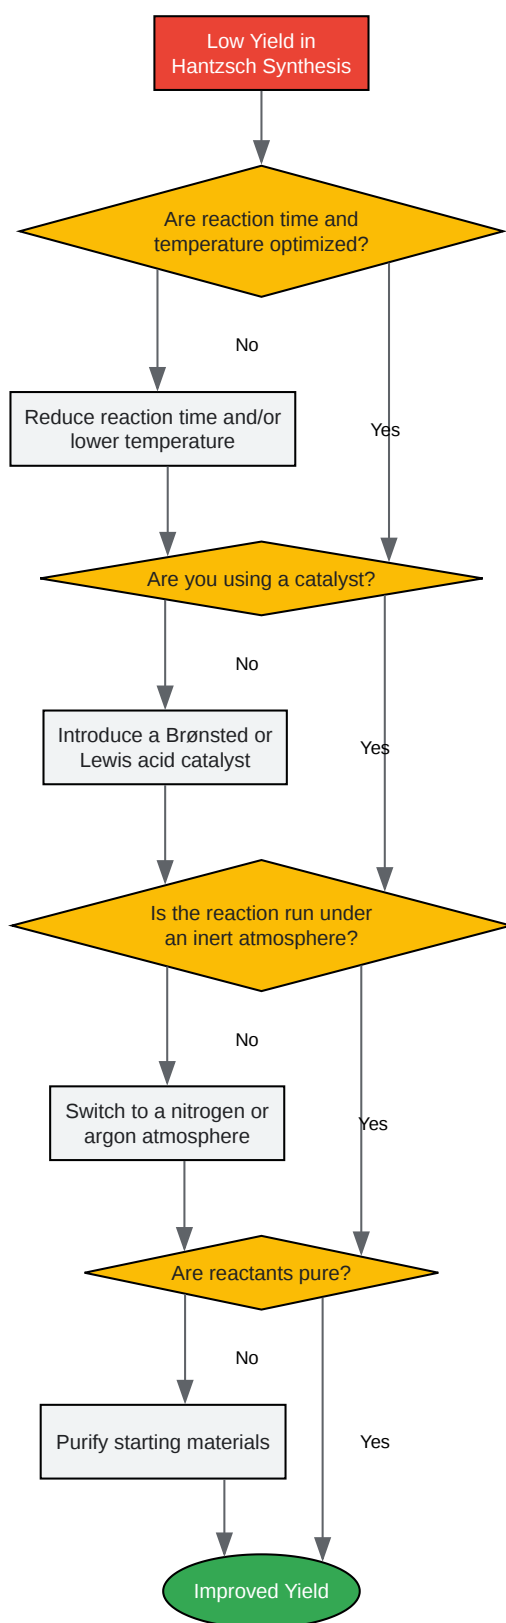 Low Yield in
Hantzsch Synthesis
Are reaction time and
temperature optimized?
No
Reduce reaction time and/or
lower temperature
Yes
Are you using a catalyst?
No
Introduce a Brønsted or
Lewis acid catalyst
Yes
Is the reaction run under
an inert atmosphere?
No
Switch to a nitrogen or
argon atmosphere
Yes
Are reactants pure?
No
Purify starting materials
Yes
Improved Yield